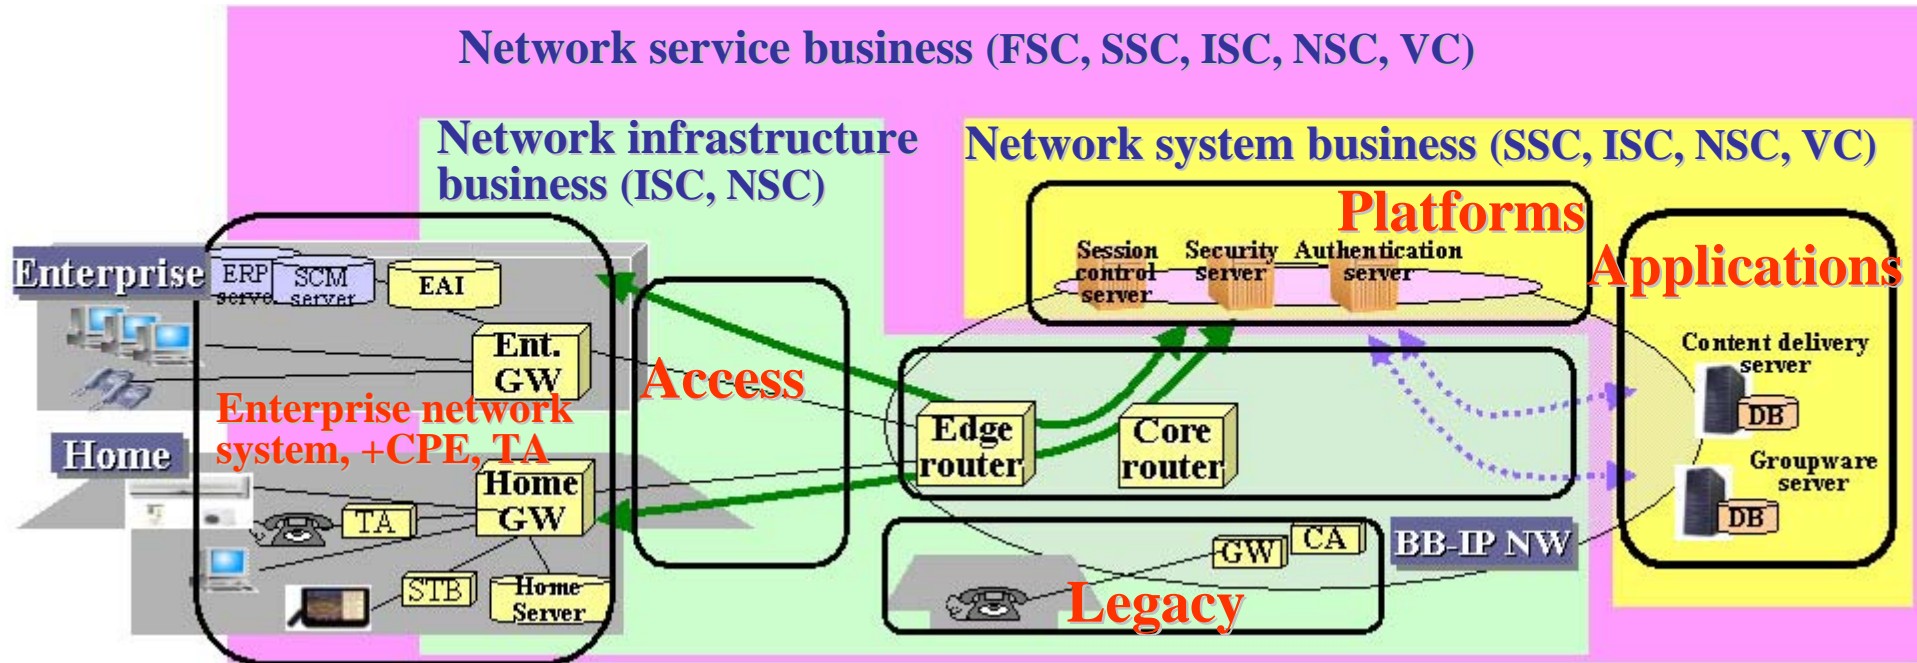 Network service business (FSC, SSC, ISC, NSC, VC)
Network infrastructure
business (ISC, NSC)
Network system business (SSC, ISC, NSC, VC)
Platforms
Session
control
server
Security
server
Authentication
server
Applications
Content delivery
server
DB
Groupware
server
DB
Enterprise
ERP
server
SCM
server
EAI
Ent.
GW
Enterprise network
system, +CPE, TA
Access
Home
Home
GW
TA
STB
Home
Server
Edge
router
Core
router
GW
CA
BB-IP NW
Legacy